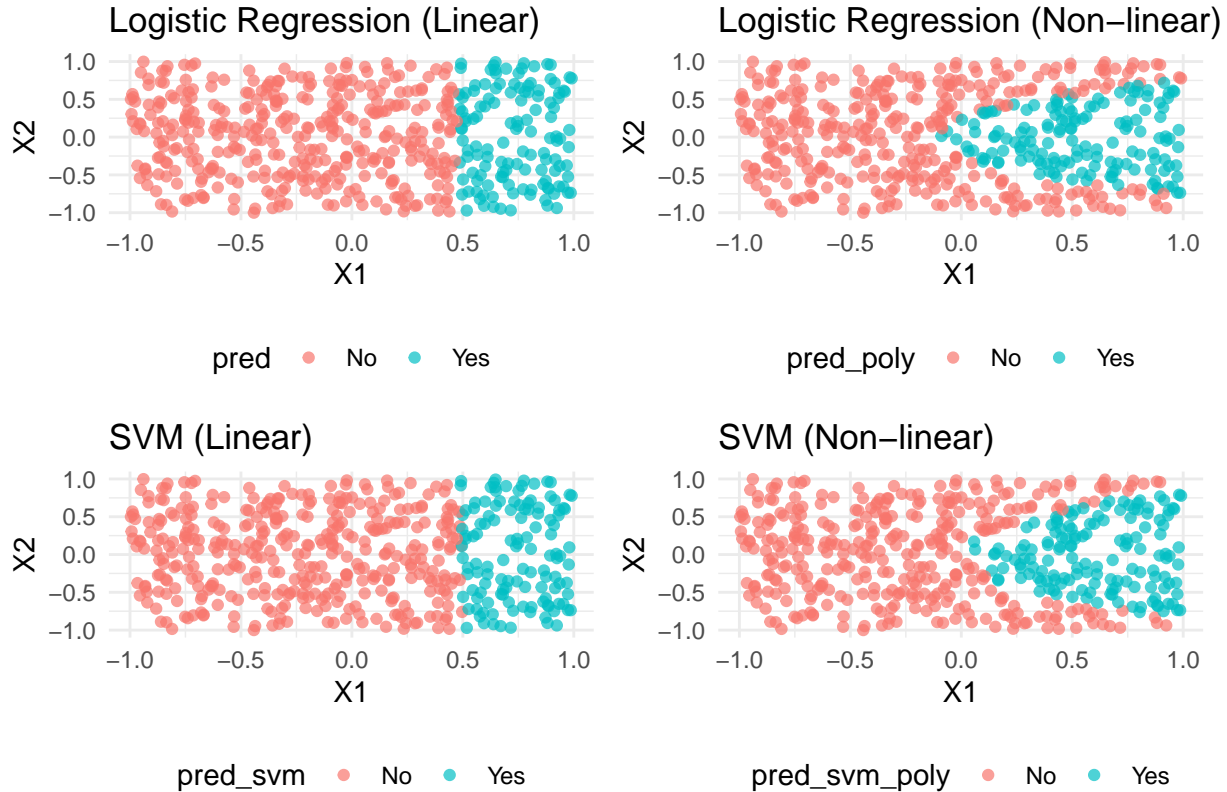 Logistic Regression (Linear)
1.0
0.5
0.0
−0.5
−1.0
X2
−1.0 −0.5 0.0 0.5 1.0
X1
pred No Yes
Logistic Regression (Non−linear)
1.0
0.5
0.0
−0.5
−1.0
X2
−1.0 −0.5 0.0 0.5 1.0
X1
pred_poly No Yes
SVM (Linear)
1.0
0.5
0.0
−0.5
−1.0
X2
−1.0 −0.5 0.0 0.5 1.0
X1
pred_svm No Yes
SVM (Non−linear)
1.0
0.5
0.0
−0.5
−1.0
X2
−1.0 −0.5 0.0 0.5 1.0
X1
pred_svm_poly No Yes